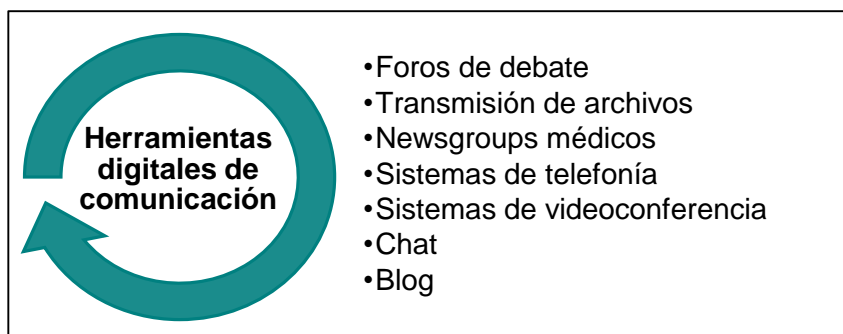 Herramientas
digitales de
comunicación
•Foros de debate
•Transmisión de archivos
•Newsgroups médicos
•Sistemas de telefonía
•Sistemas de videoconferencia
•Chat
•Blog